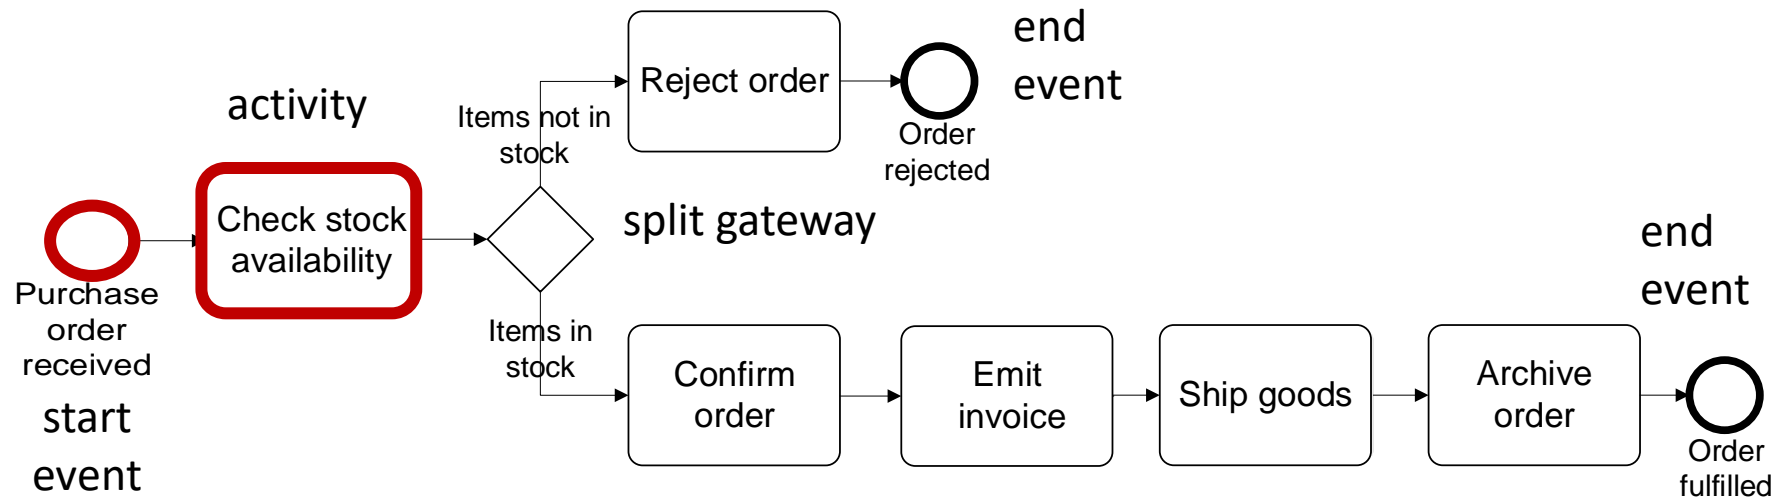 end
event
activity
Reject order
Items not in
stock
Order
rejected
Check stock
availability
split gateway
Purchase
order
received
start
event
Items in
stock
Confirm
order
Emit
invoice
Ship goods
Archive
order
end
event
Order
fulfilled